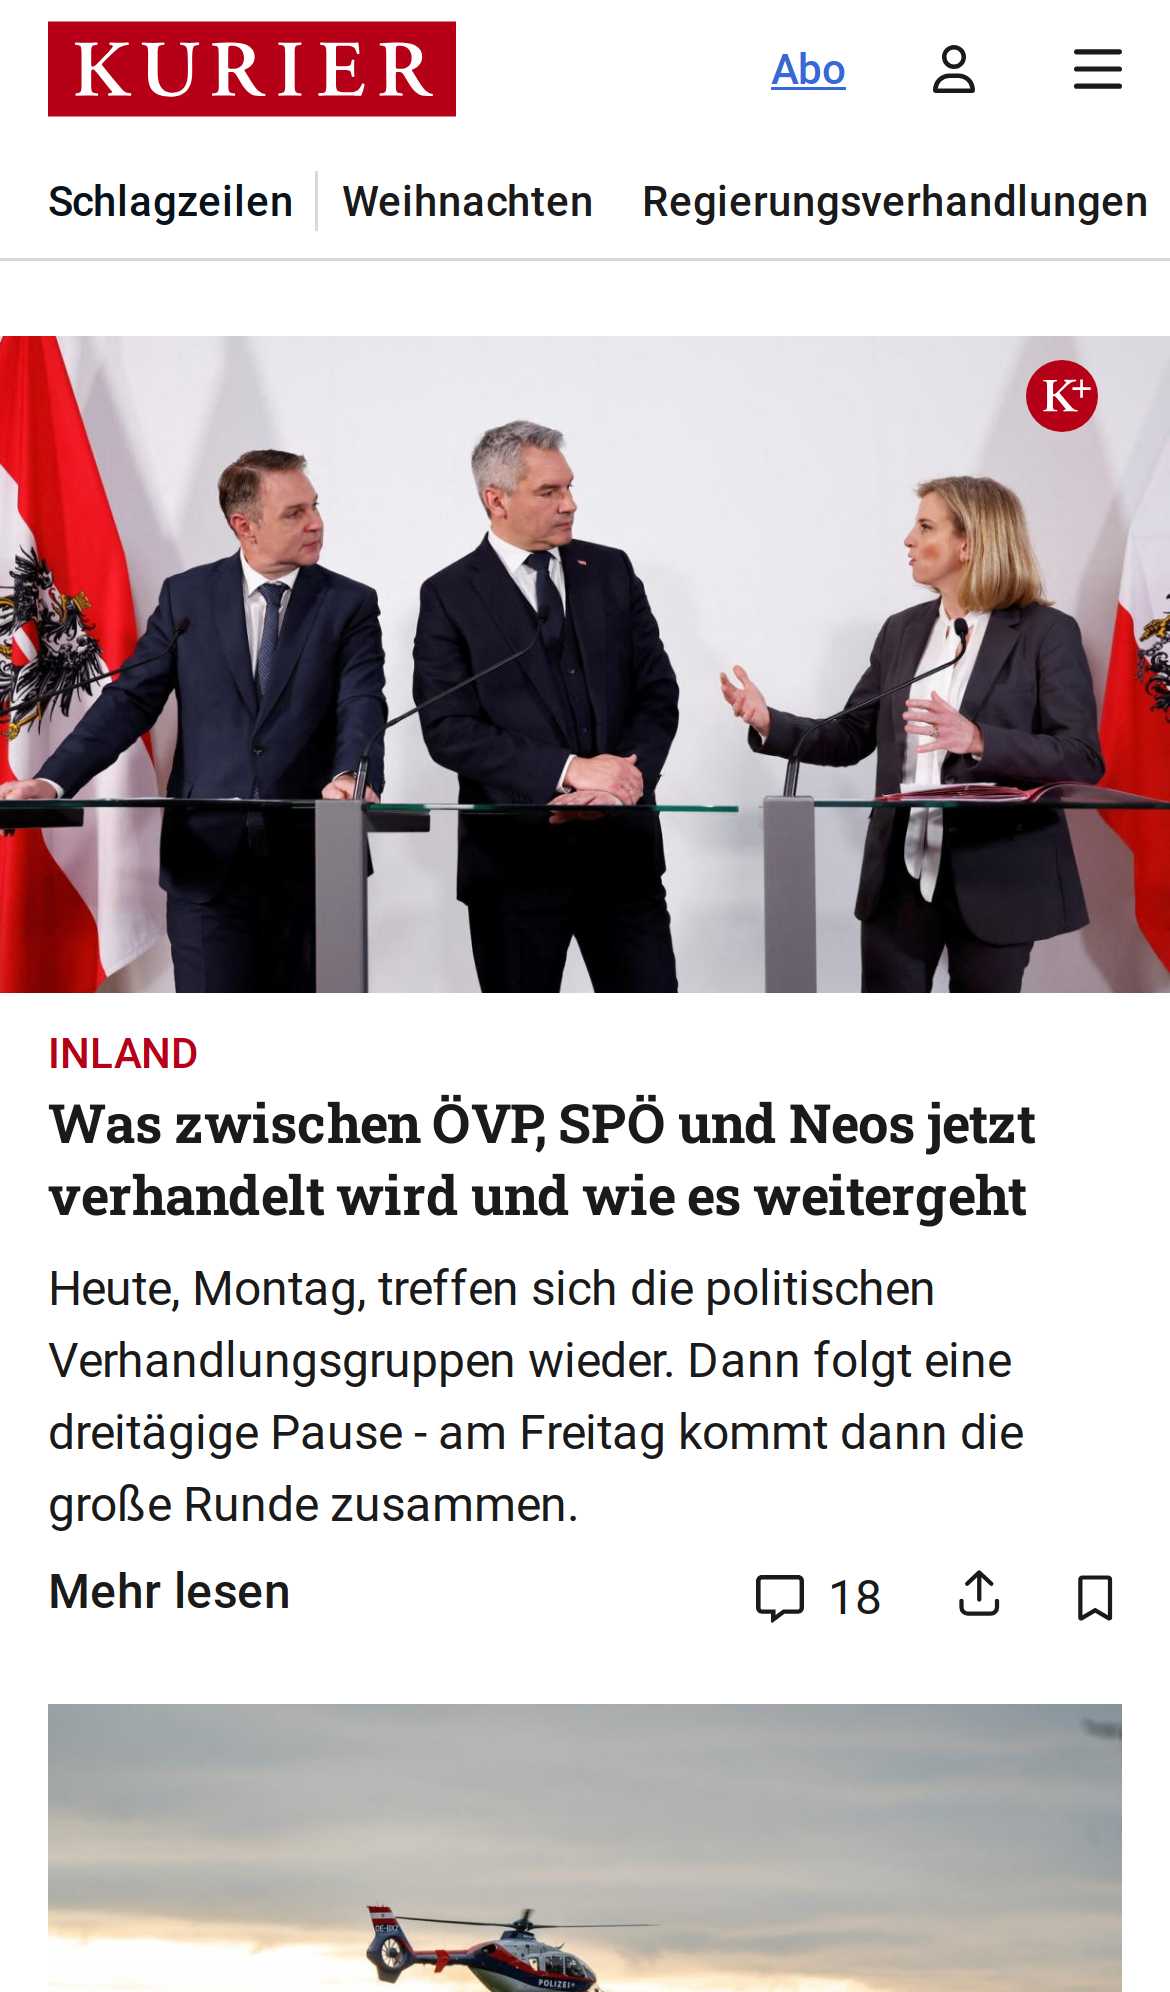 KURIER
Abo
Schlagzeilen
Weihnachten
Regierungsverhandlungen
K+
INLAND
Was zwischen ÖVP, SPÖ und Neos jetzt
verhandelt wird und wie es weitergeht
Heute, Montag, treffen sich die politischen
Verhandlungsgruppen wieder. Dann folgt eine
dreitägige Pause - am Freitag kommt dann die
große Runde zusammen.
Mehr lesen
18
POLIZEI